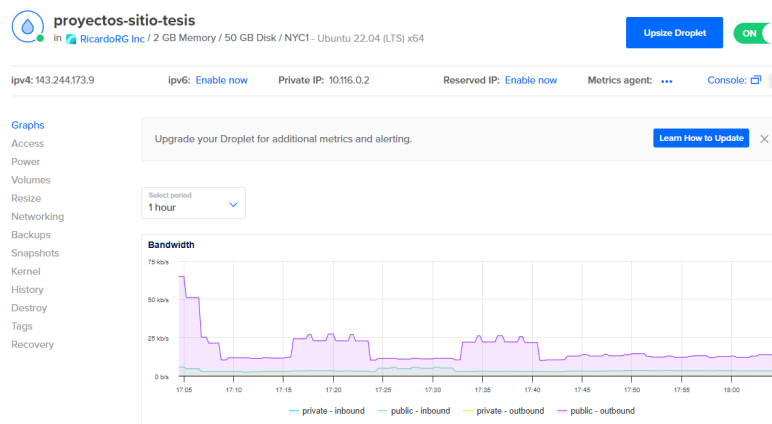 proyectos-sitio-tesis
in RicardoRG Inc / 2 GB Memory / 50 GB Disk / NYC1 - Ubuntu 22.04 (LTS) x64
Upsize Droplet
ON
ipv4: 143.244.173.9 ipv6: Enable now Private IP: 10.116.0.2 Reserved IP: Enable now Metrics agent: ••• Console:
Graphs
Access
Power
Volumes
Resize
Networking
Backups
Snapshots
Kernel
History
Destroy
Tags
Recovery
Upgrade your Droplet for additional metrics and alerting.
Learn How to Update
Select period
1 hour
Bandwidth
75 kb/s
50 kb/s
25 kb/s
0 b/s
17:05 17:10 17:15 17:20 17:25 17:30 17:35 17:40 17:45 17:50 17:55 18:00
private - inbound public - inbound private - outbound public - outbound